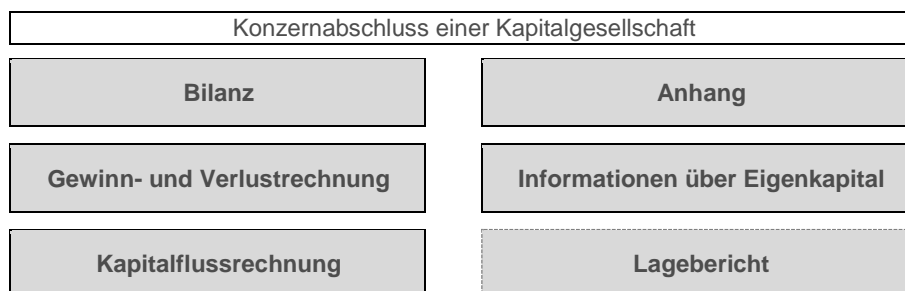 Konzernabschluss einer Kapitalgesellschaft
Bilanz
Anhang
Gewinn- und Verlustrechnung
Informationen über Eigenkapital
Kapitalflussrechnung
Lagebericht